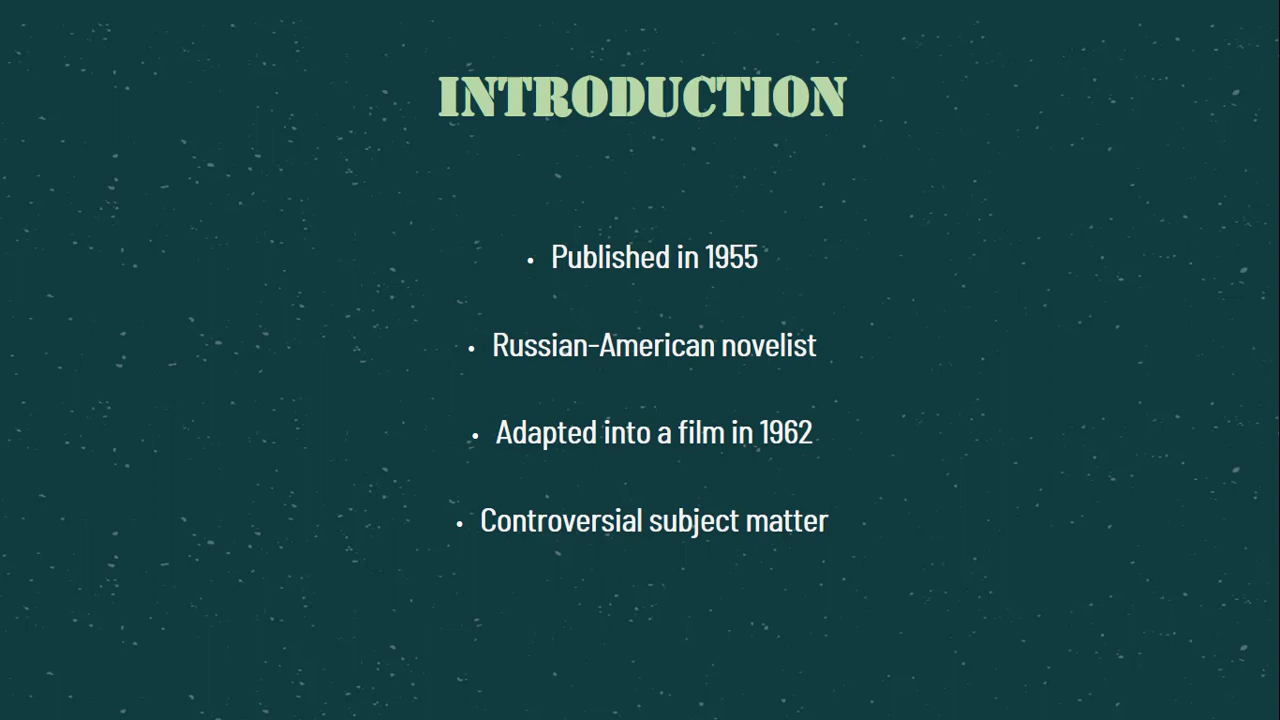 INTRODUCTION
• Published in 1955
• Russian-American novelist
• Adapted into a film in 1962
• Controversial subject matter